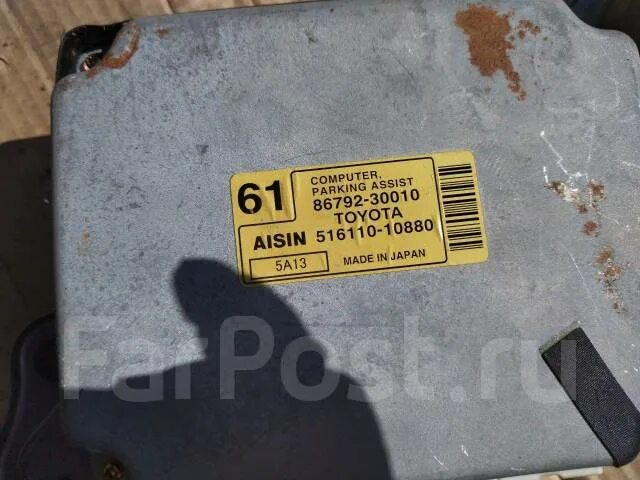 61
COMPUTER,
PARKING ASSIST
86792-30010
TOYOTA
AISIN 516110-10880
5A13
MADE IN JAPAN
FarPost.ru